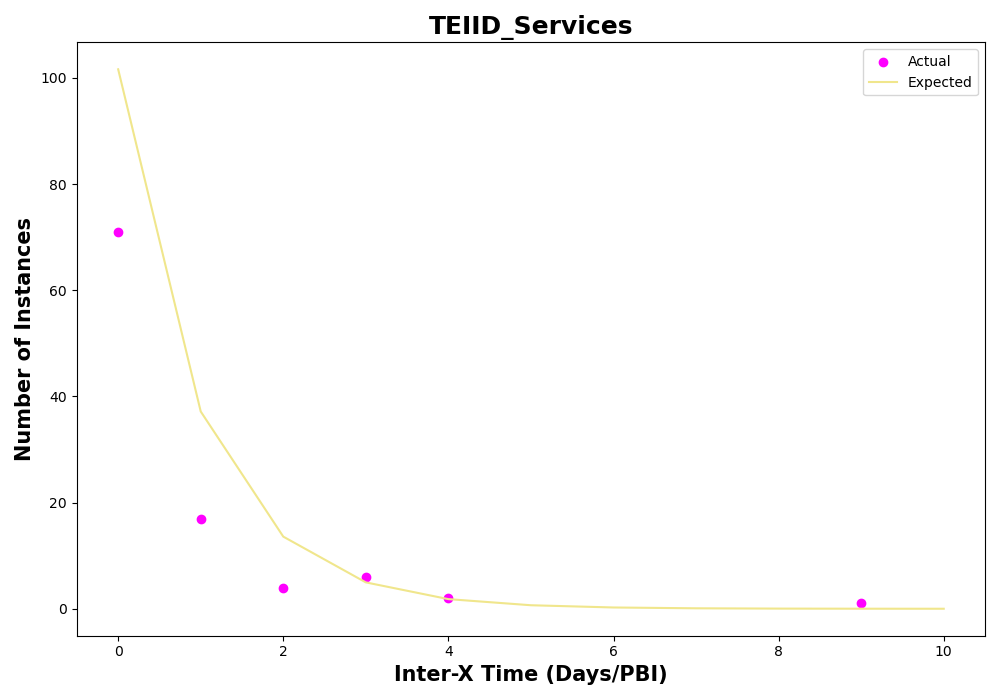 TEIID_Services
Actual
Expected
Number of Instances
100
80
60
40
20
0
0 2 4 6 8 10
Inter-X Time (Days/PBI)